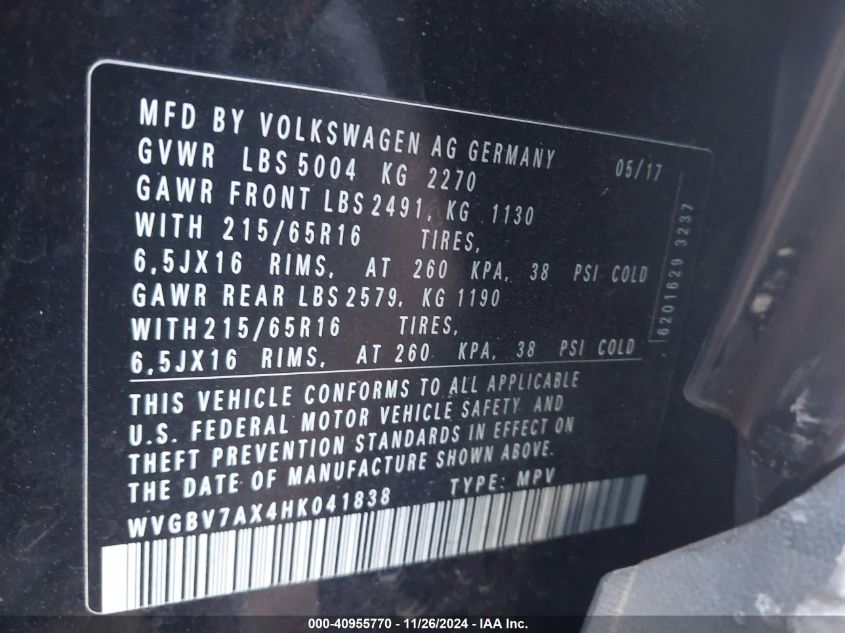 MFD BY VOLKSWAGEN AG GERMANY 05/17
GVWR LBS 5004 KG 2270
GAWR FRONT LBS 2491, KG 1130
WITH 215/65R16 TIRES,
6,5JX16 RIMS, AT 260 KPA, 38 PSI COLD
GAWR REAR LBS 2579, KG 1190
WITH 215/65R16 TIRES,
6,5JX16 RIMS, AT 260 KPA, 38 PSI COLD
6201629 3237
THIS VEHICLE CONFORMS TO ALL APPLICABLE
U.S. FEDERAL MOTOR VEHICLE SAFETY AND
THEFT PREVENTION STANDARDS IN EFFECT ON
THE DATE OF MANUFACTURE SHOWN ABOVE.
WVGBV7AX4HK041838 TYPE: MPV
000-40955770 - 11/26/2024 - IAA Inc.